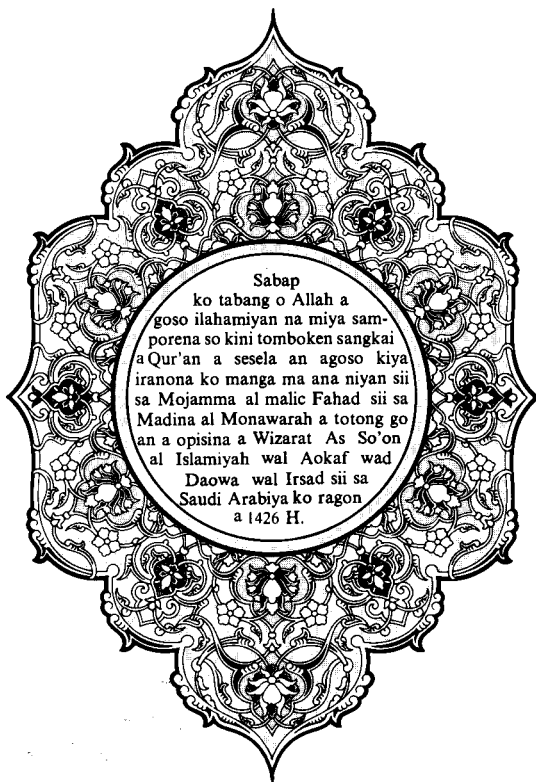 Sabap
ko tabang o Allah a
goso ilahamiyan na miya sam-
porena so kini tomboken sangkai
a Qur'an a sesela an agoso kiya
iranona ko manga ma ana niyan sii
sa Mojamma al malic Fahad sii sa
Madina al Monawarah a totong go
an a opisina a Wizarat As So'on
al Islamiyah wal Aokaf wad
Daowa wal Irsad sii sa
Saudi Arabiya ko ragon
a 1426 H.